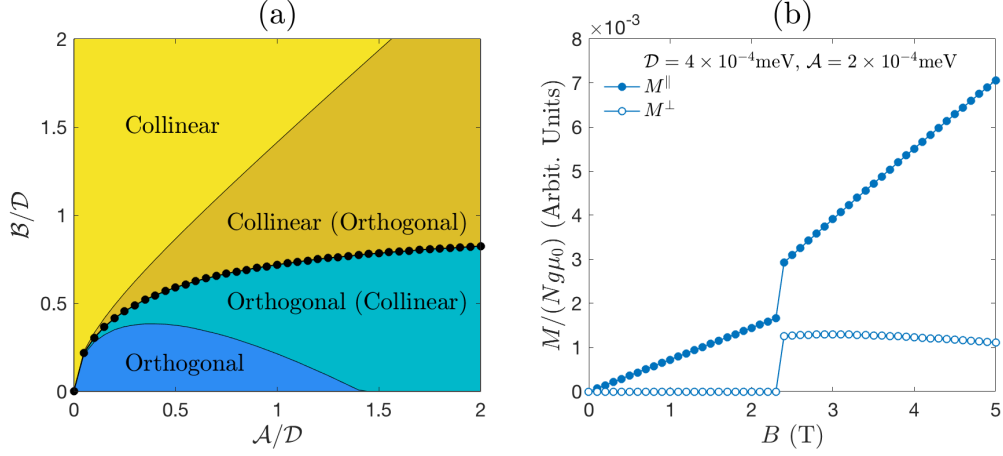 (a)
2
1.5
1
0.5
0
0
0.5
1
1.5
2
Collinear
Collinear (Orthogonal)
Orthogonal (Collinear)
Orthogonal
ℬ/𝒟
𝒜/𝒟
(b)
×10⁻³
8
7
6
5
4
3
2
1
0
0
1
2
3
4
5
𝒟 = 4 × 10⁻⁴meV, 𝒜 = 2 × 10⁻⁴meV
M∥
M⊥
M/(Ngμ₀) (Arbit. Units)
B (T)